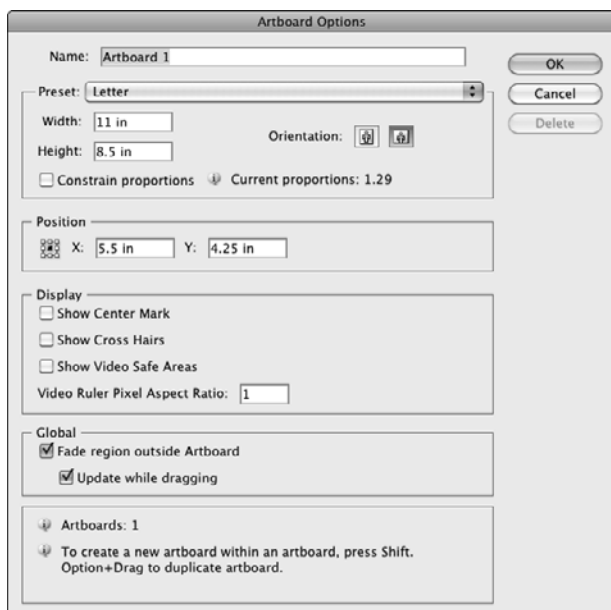 Artboard Options
Name: Artboard 1
OK
Preset: Letter
Cancel
Width: 11 in
Orientation:
Delete
Height: 8.5 in
Constrain proportions
Current proportions: 1.29
Position
X: 5.5 in Y: 4.25 in
Display
Show Center Mark
Show Cross Hairs
Show Video Safe Areas
Video Ruler Pixel Aspect Ratio: 1
Global
Fade region outside Artboard
Update while dragging
Artboards: 1
To create a new artboard within an artboard, press Shift.
Option+Drag to duplicate artboard.